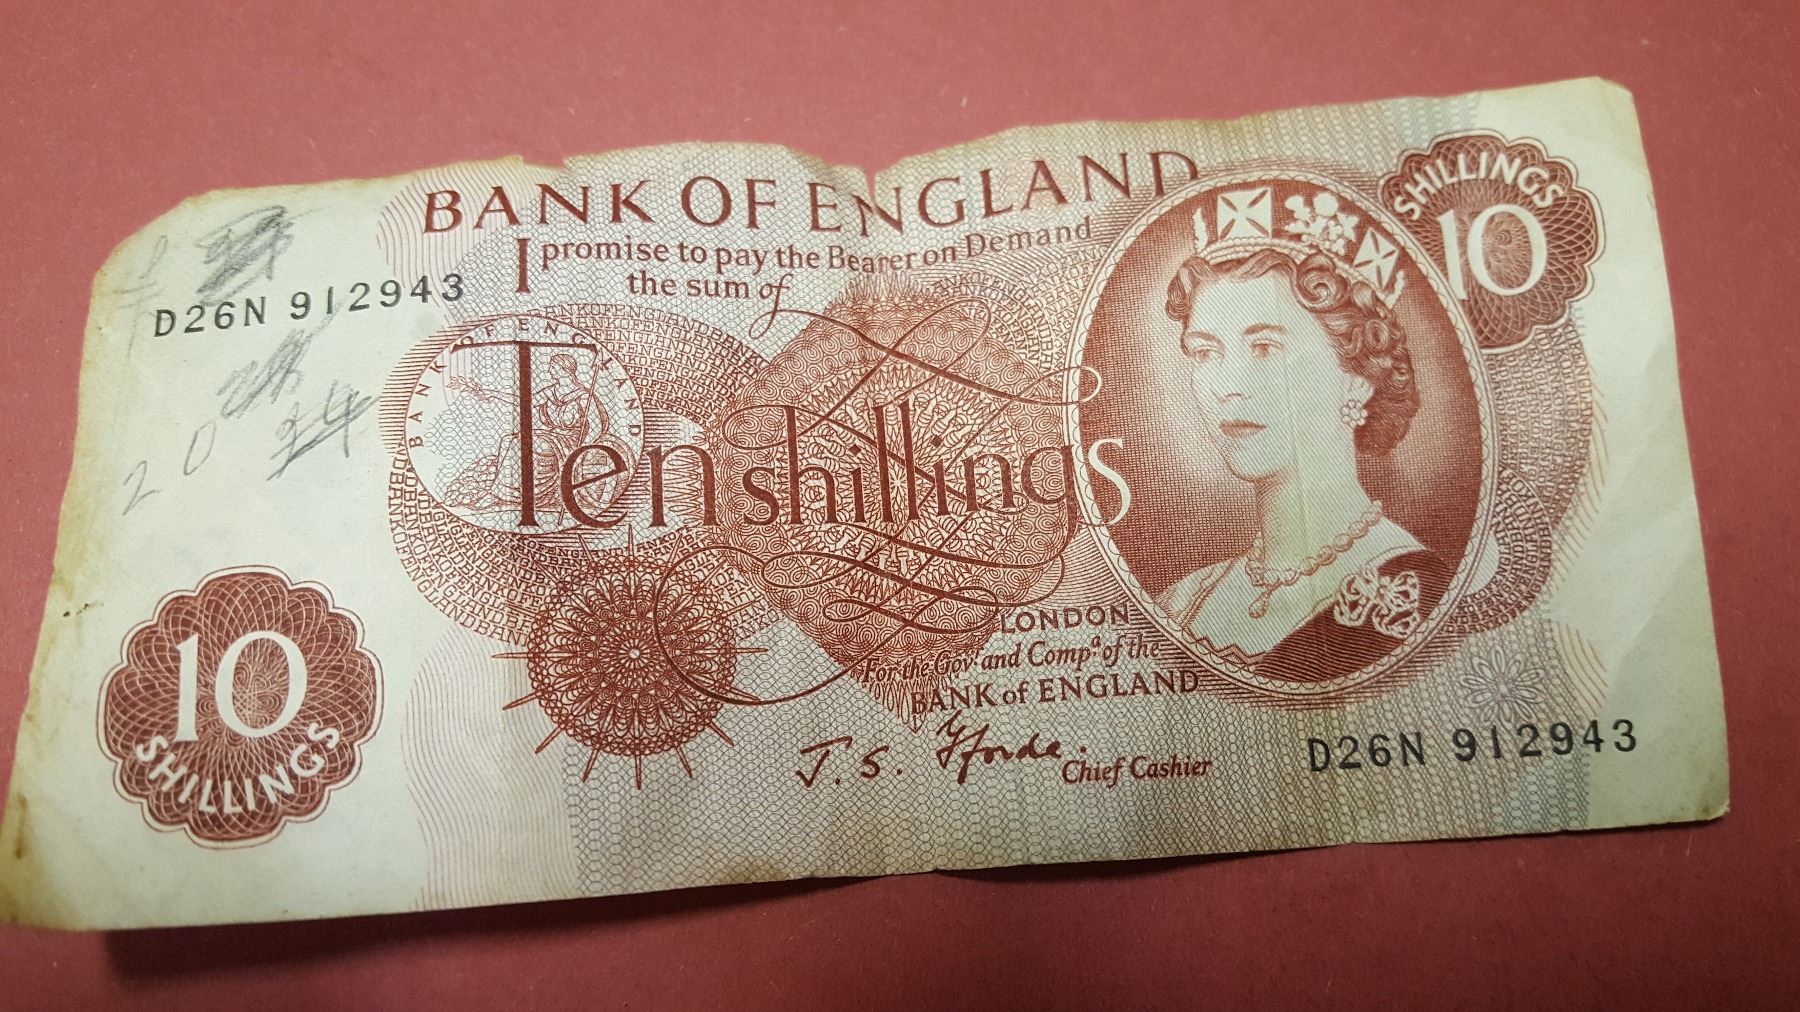 BANK OF ENGLAND
SHILLINGS
10
I promise to pay the Bearer on Demand
the sum of
D26N 912943
BANK OF ENGLAND
Ten shillings
20
24
10
SHILLINGS
LONDON
For the Govr. and Compa. of the
BANK of ENGLAND
J. S. Fforde.
Chief Cashier
D26N 912943